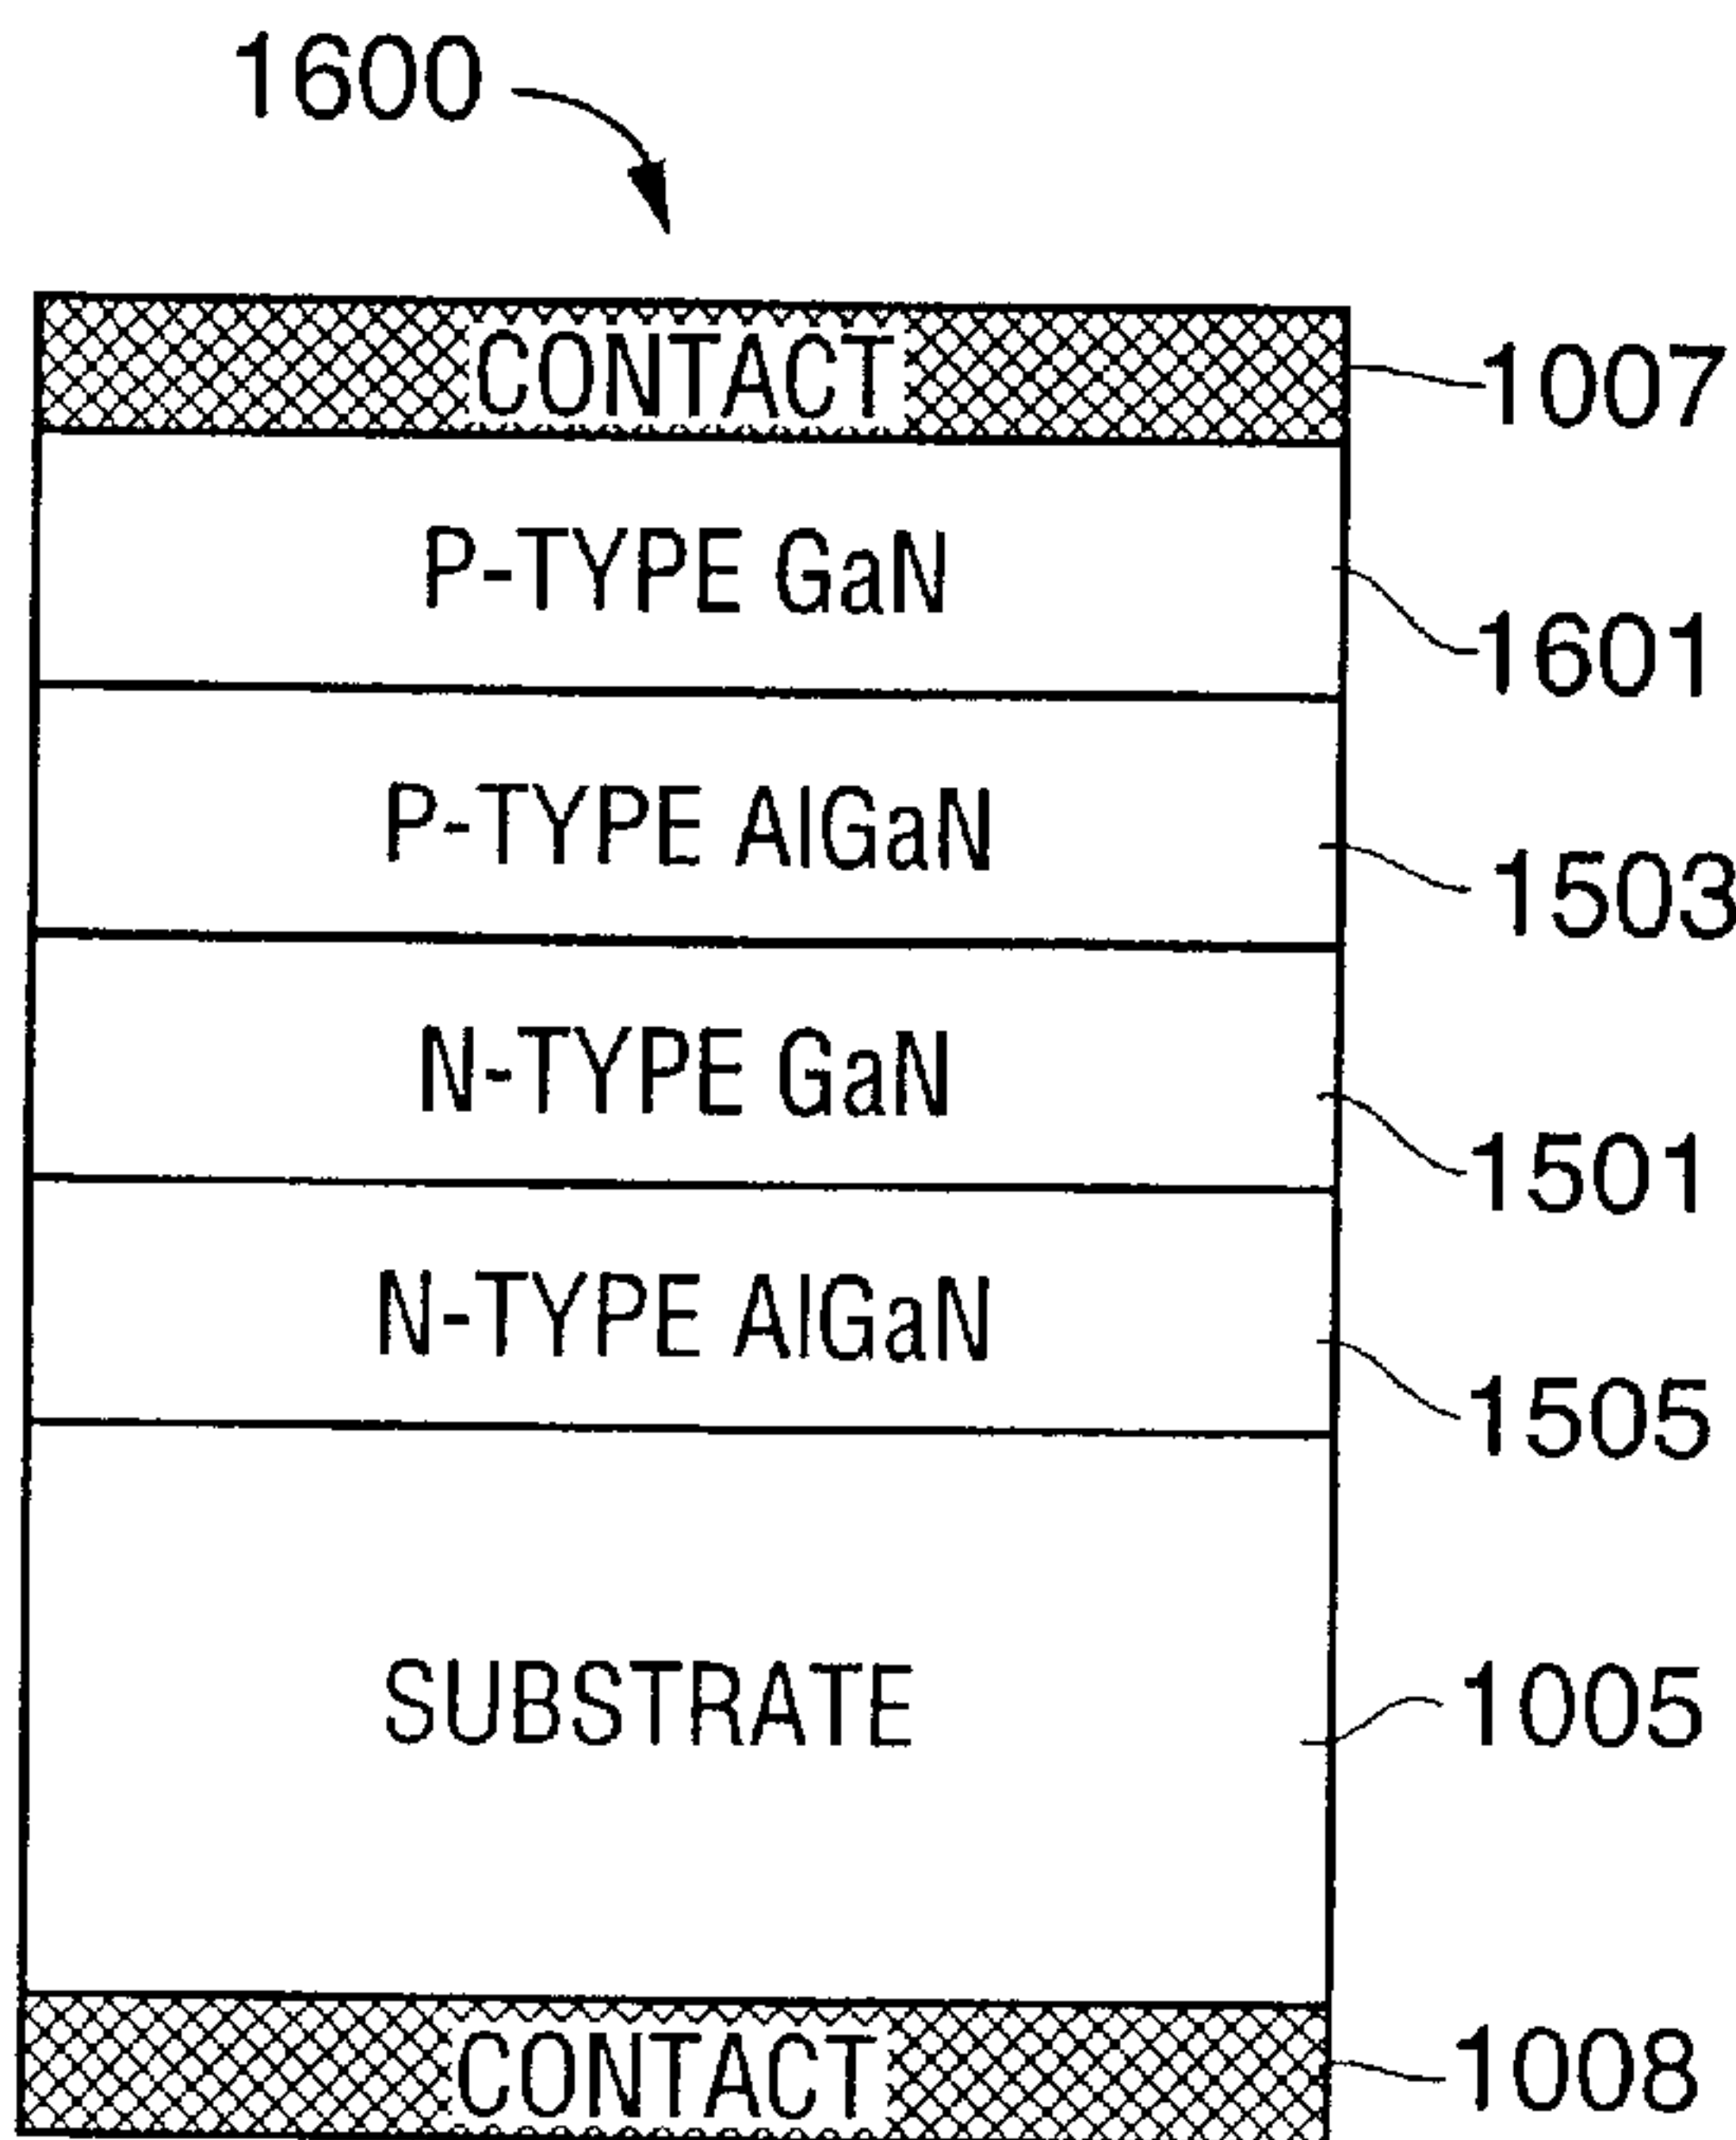 1600
CONTACT 1007
P-TYPE GaN 1601
P-TYPE AlGaN 1503
N-TYPE GaN 1501
N-TYPE AlGaN 1505
SUBSTRATE 1005
CONTACT 1008